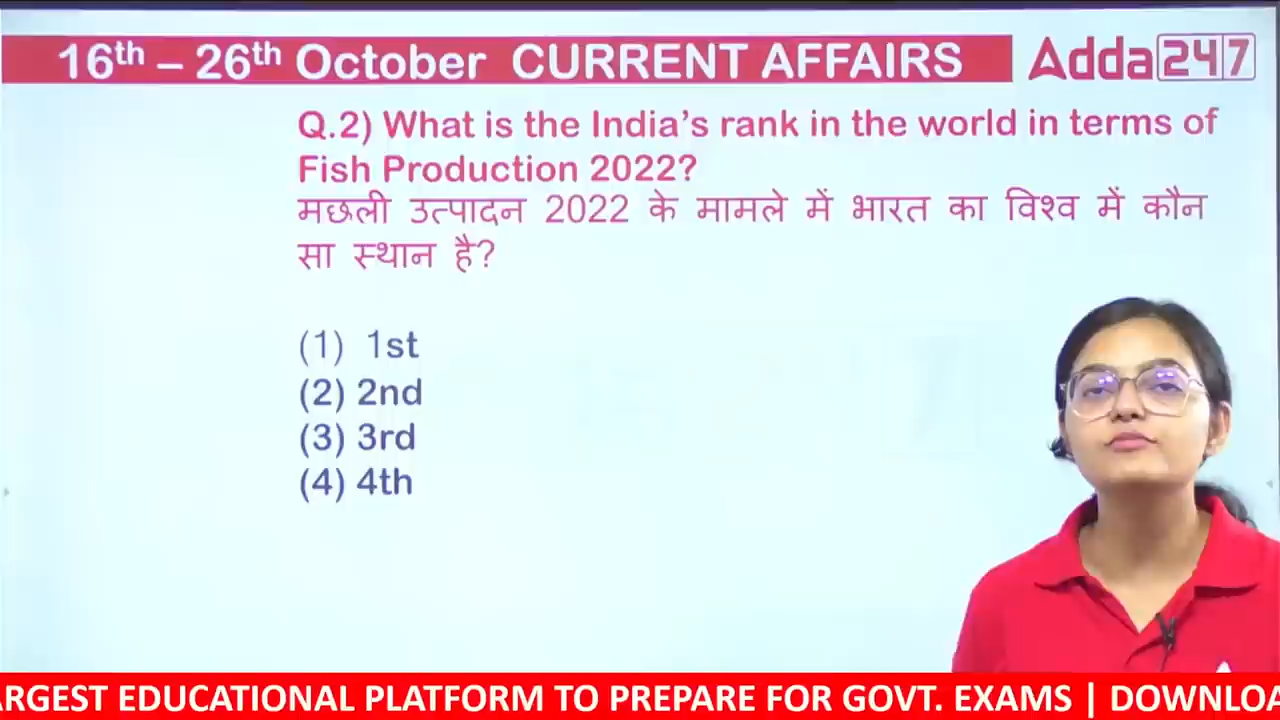 16th – 26th October CURRENT AFFAIRS
Adda247
Q.2) What is the India's rank in the world in terms of
Fish Production 2022?
मछली उत्पादन 2022 के मामले में भारत का विश्व में कौन
सा स्थान है?
(1) 1st
(2) 2nd
(3) 3rd
(4) 4th
ARGEST EDUCATIONAL PLATFORM TO PREPARE FOR GOVT. EXAMS | DOWNLOA